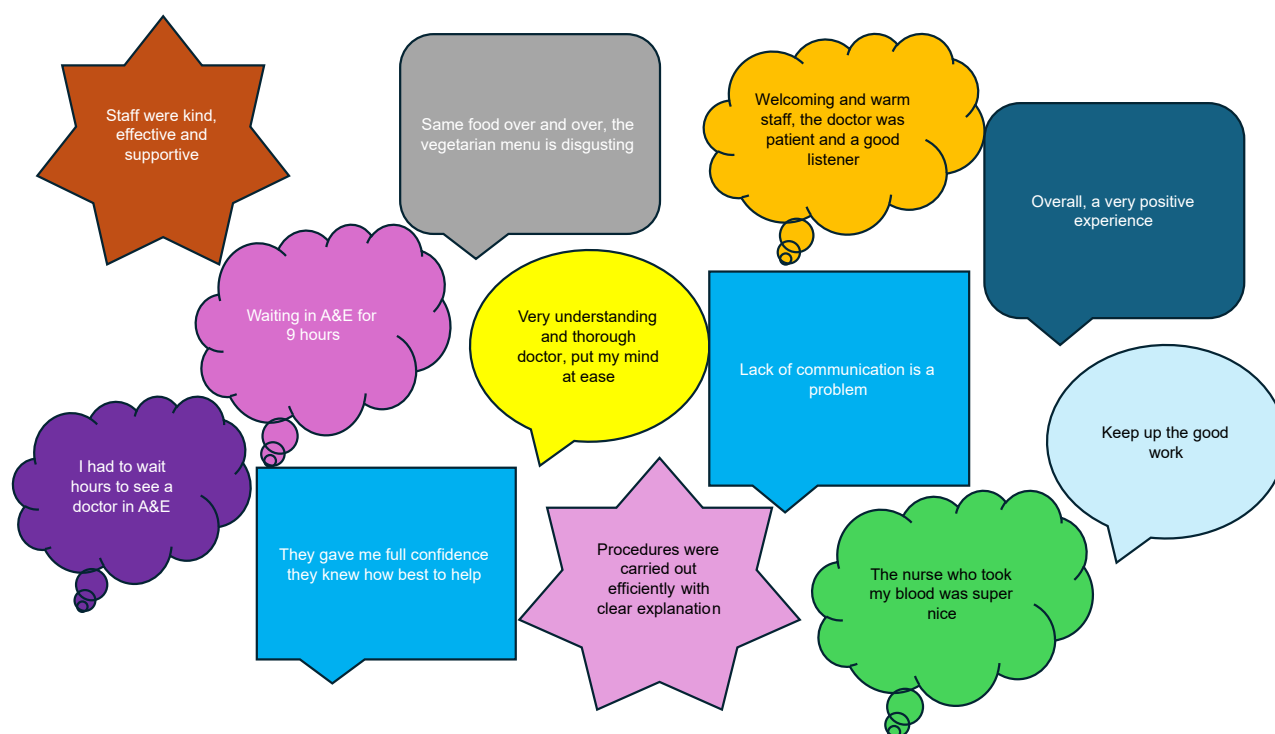 Staff were kind,
effective and
supportive
Same food over and over, the
vegetarian menu is disgusting
Welcoming and warm
staff, the doctor was
patient and a good
listener
Overall, a very positive
experience
Waiting in A&E for
9 hours
Very understanding
and thorough
doctor, put my mind
at ease
Lack of communication is a
problem
Keep up the good
work
I had to wait
hours to see a
doctor in A&E
They gave me full confidence
they knew how best to help
Procedures were
carried out
efficiently with
clear explanation
The nurse who took
my blood was super
nice